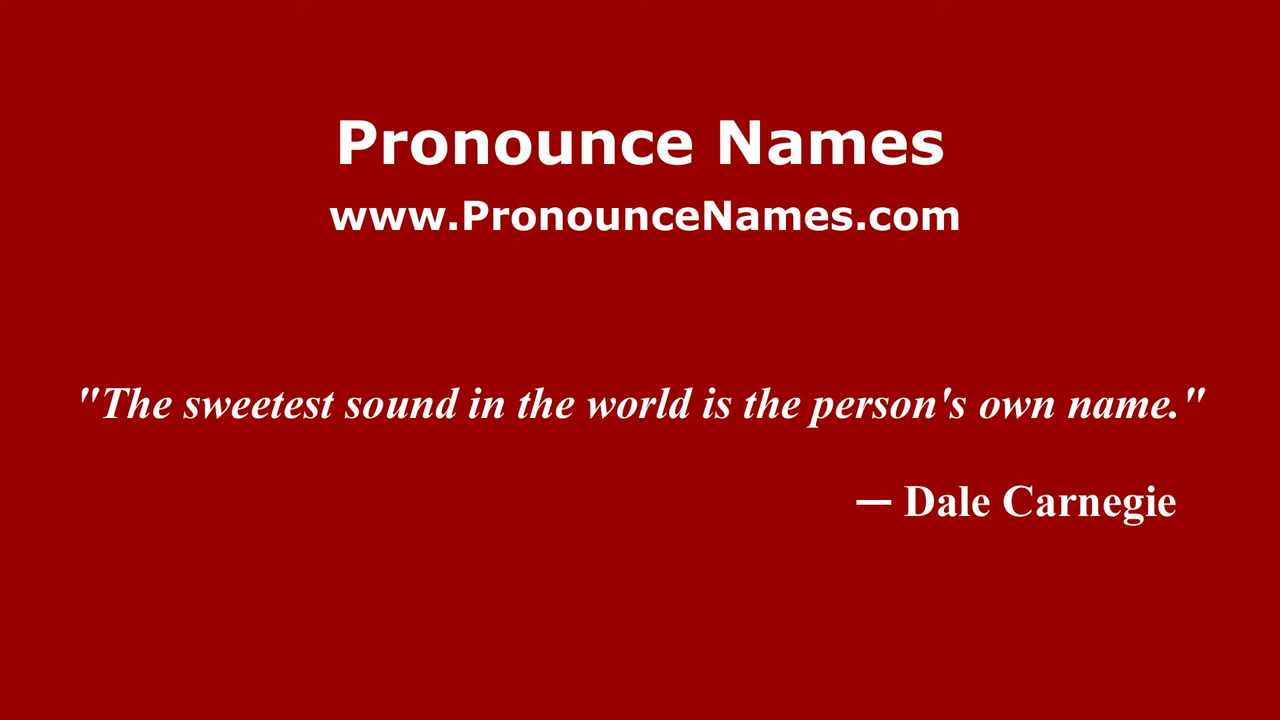 Pronounce Names
www.PronounceNames.com
"The sweetest sound in the world is the person's own name."
— Dale Carnegie